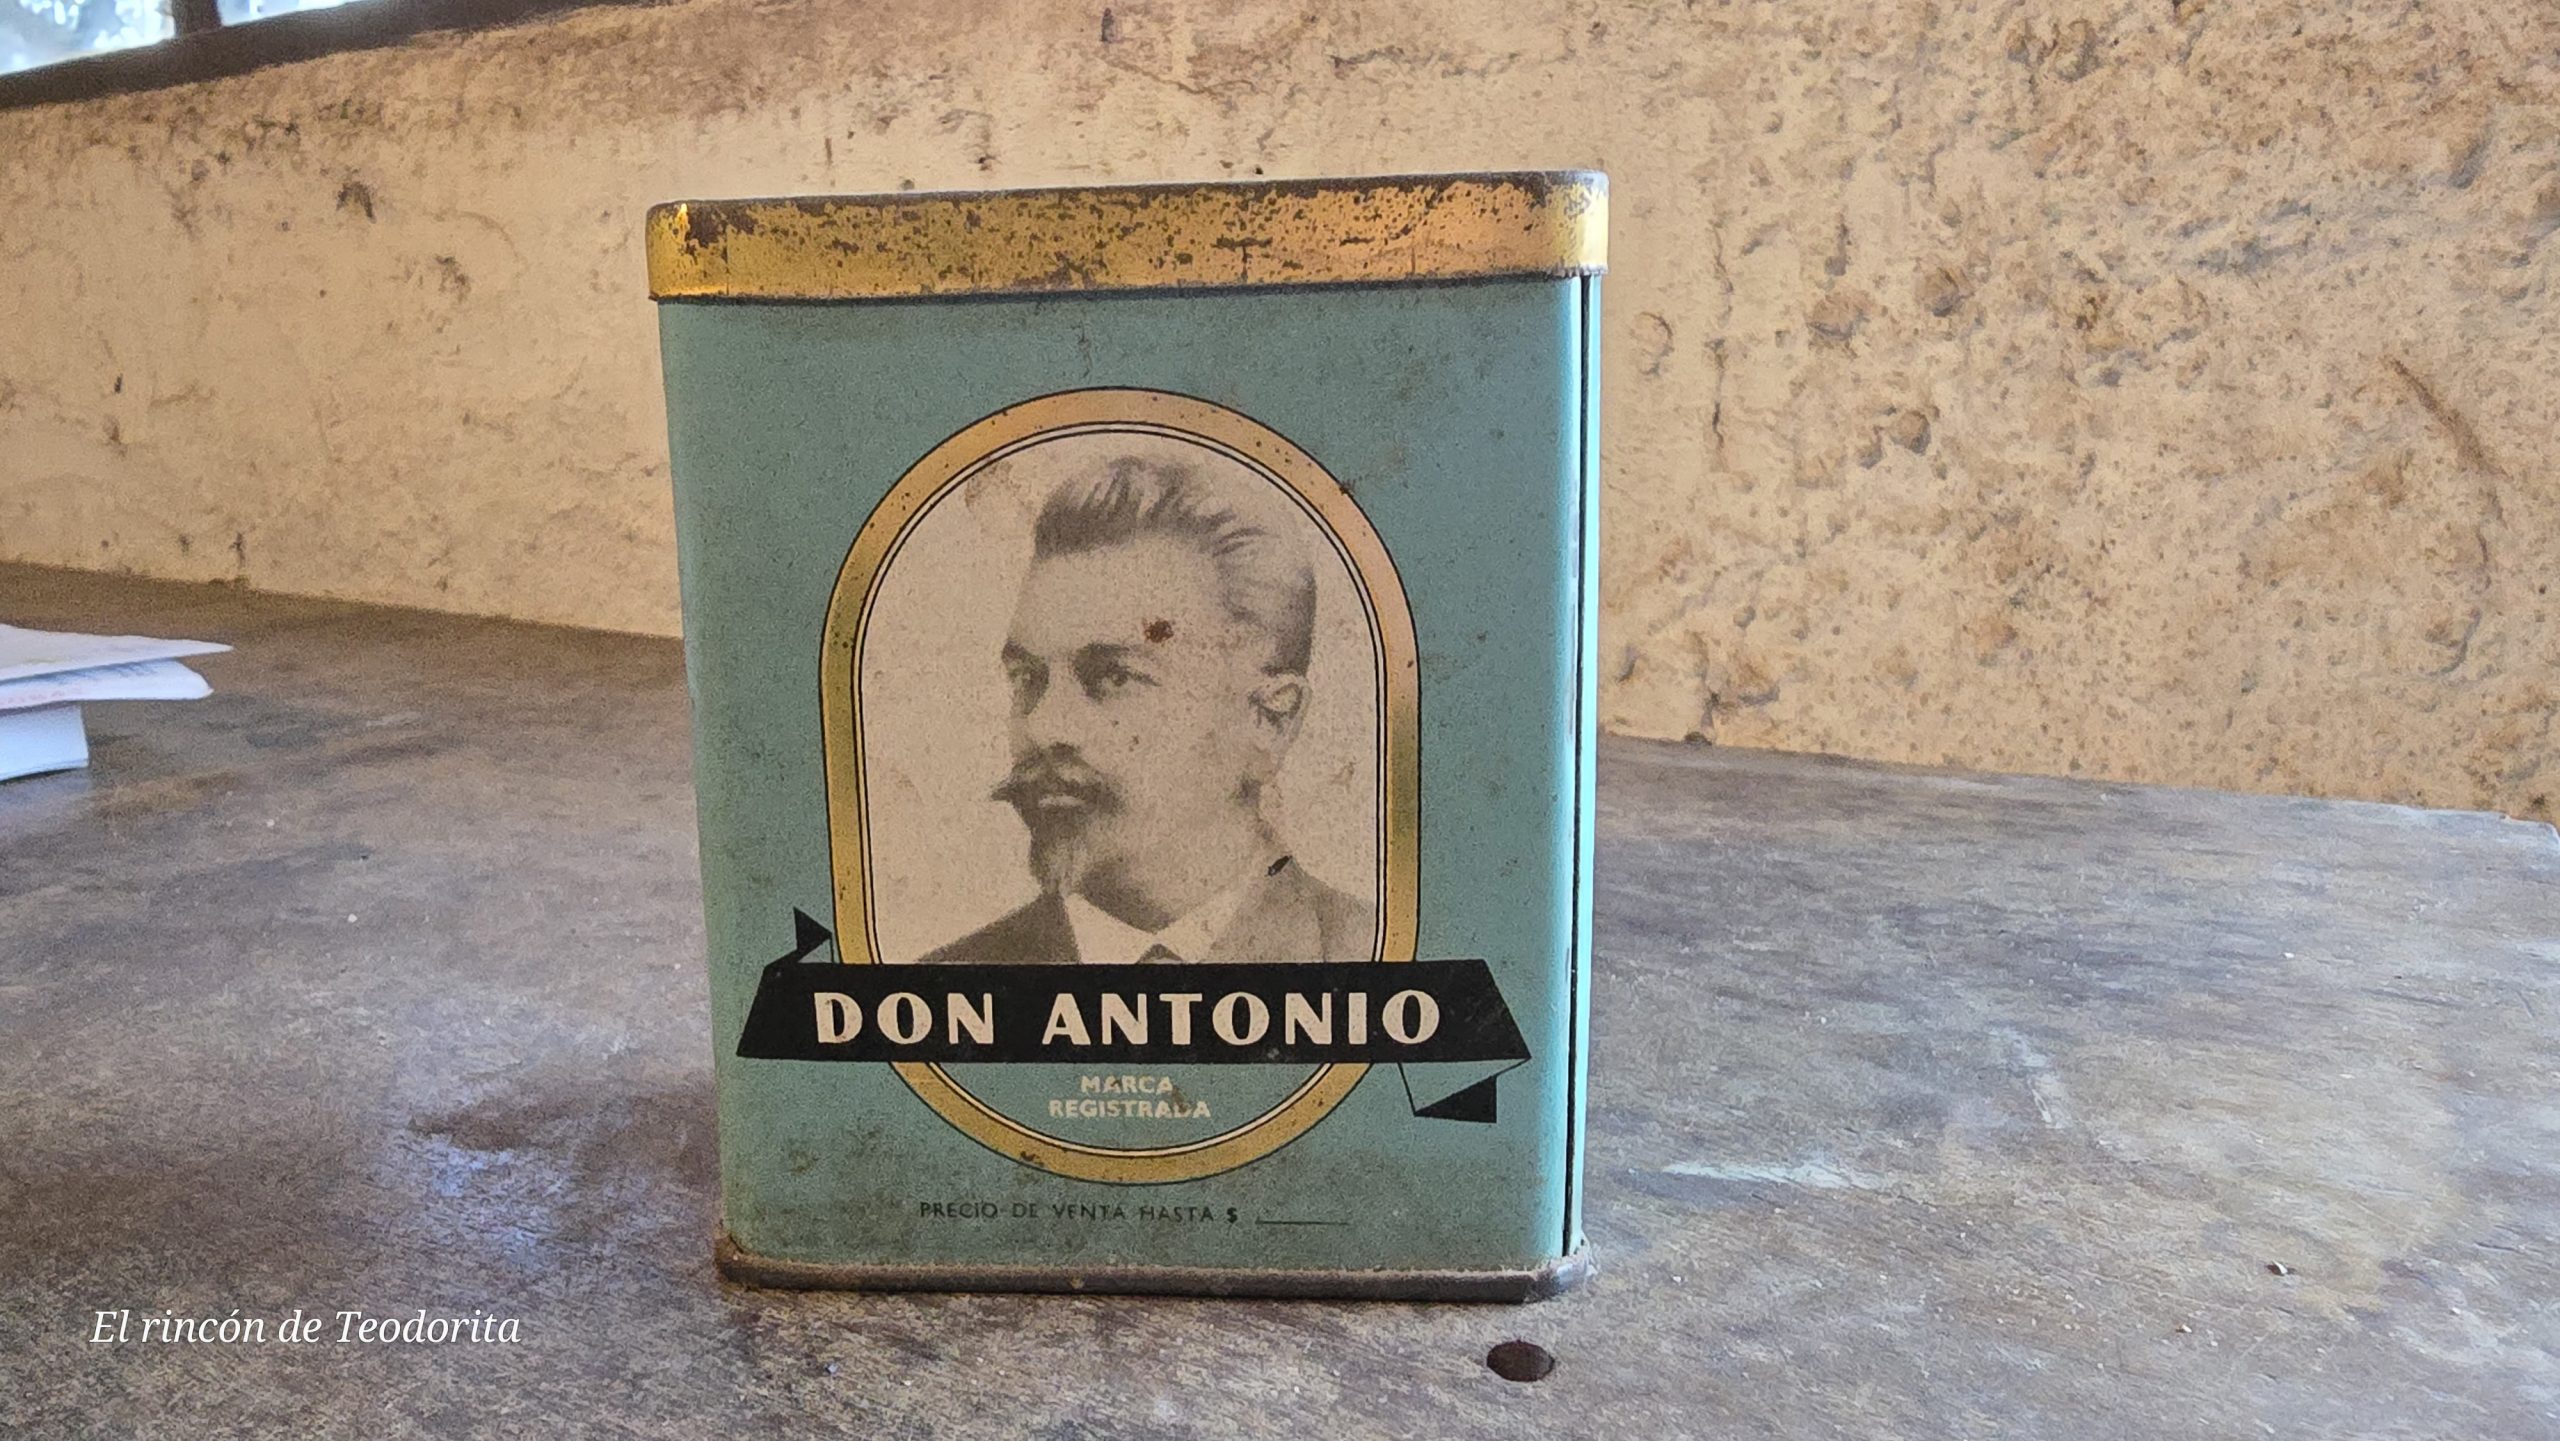 DON ANTONIO
MARCA
REGISTRADA
PRECIO DE VENTA HASTA $
El rincón de Teodorita